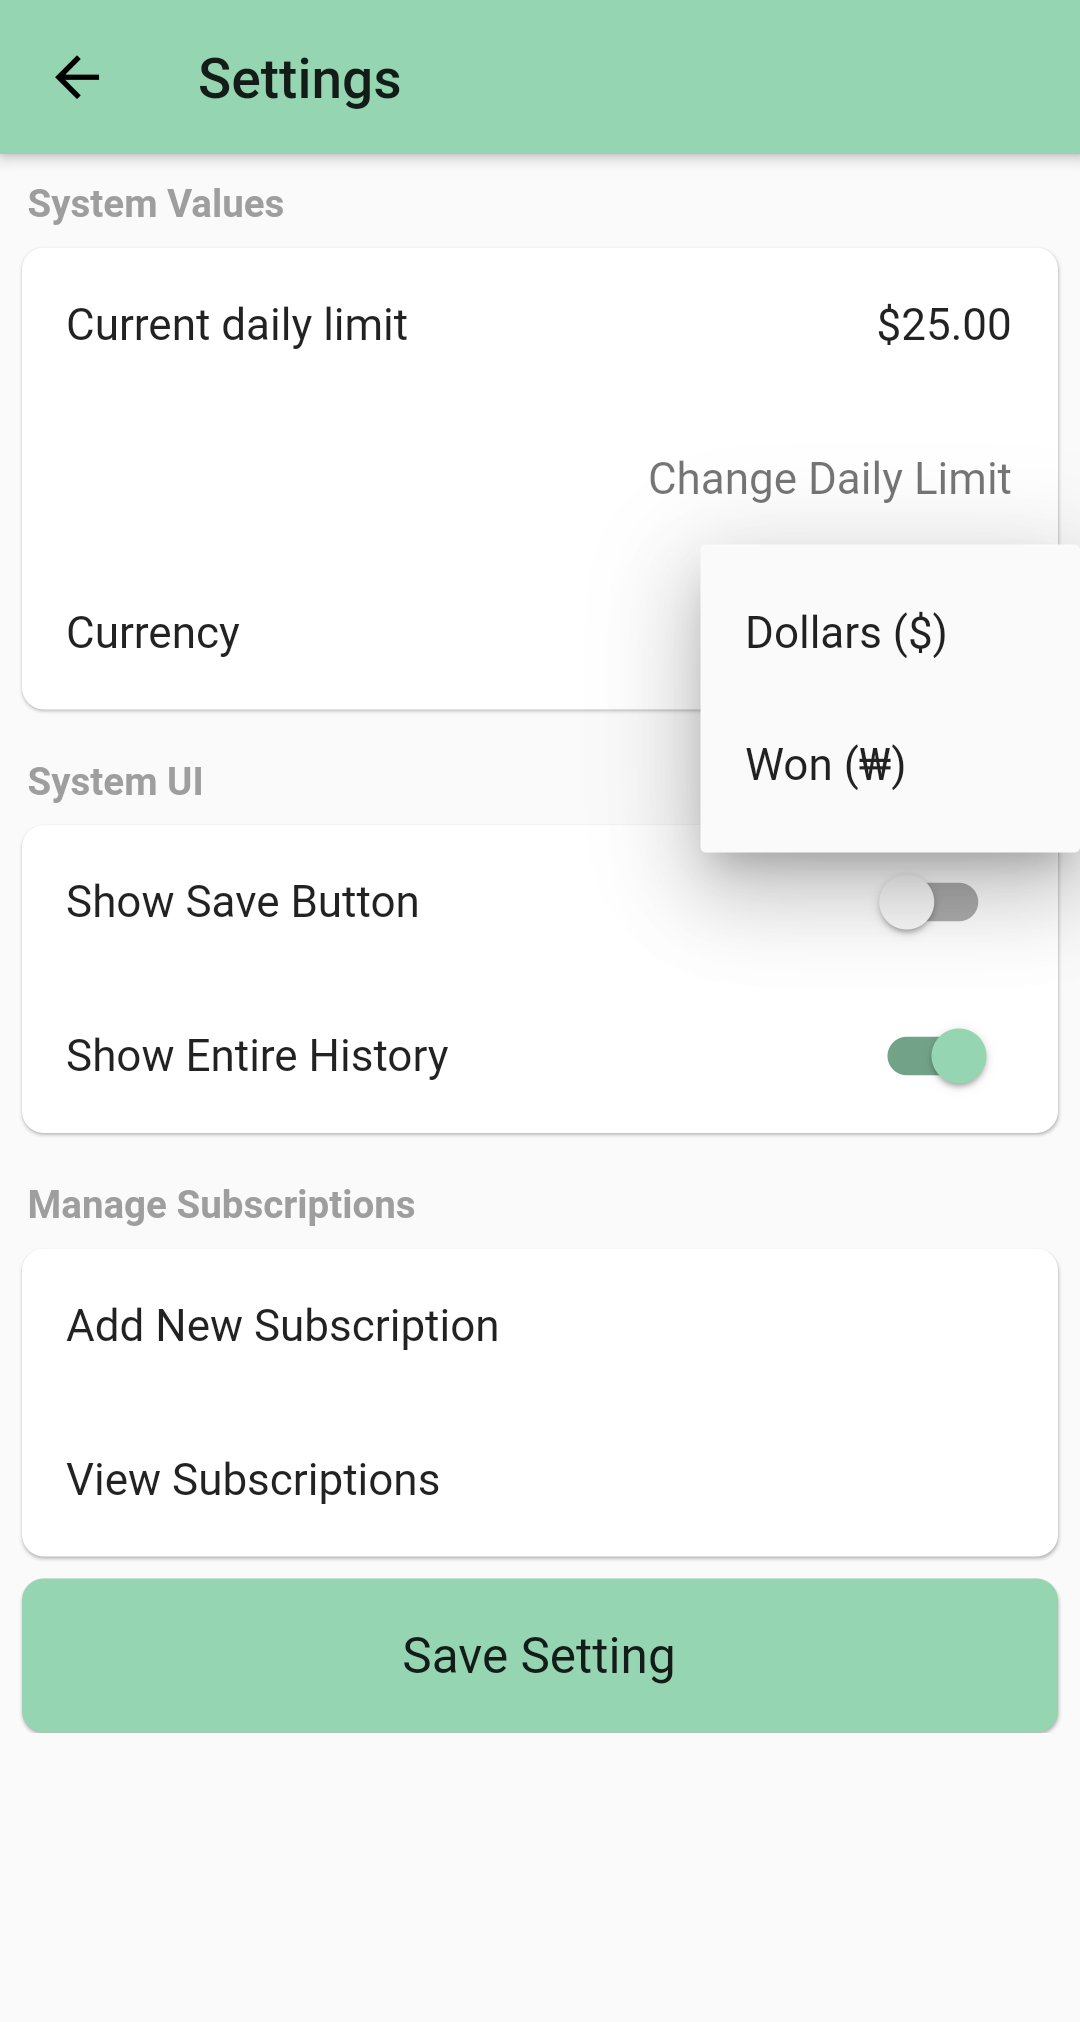 Settings
System Values
Current daily limit $25.00
Change Daily Limit
Currency
Dollars ($)
Won (₩)
System UI
Show Save Button
Show Entire History
Manage Subscriptions
Add New Subscription
View Subscriptions
Save Setting